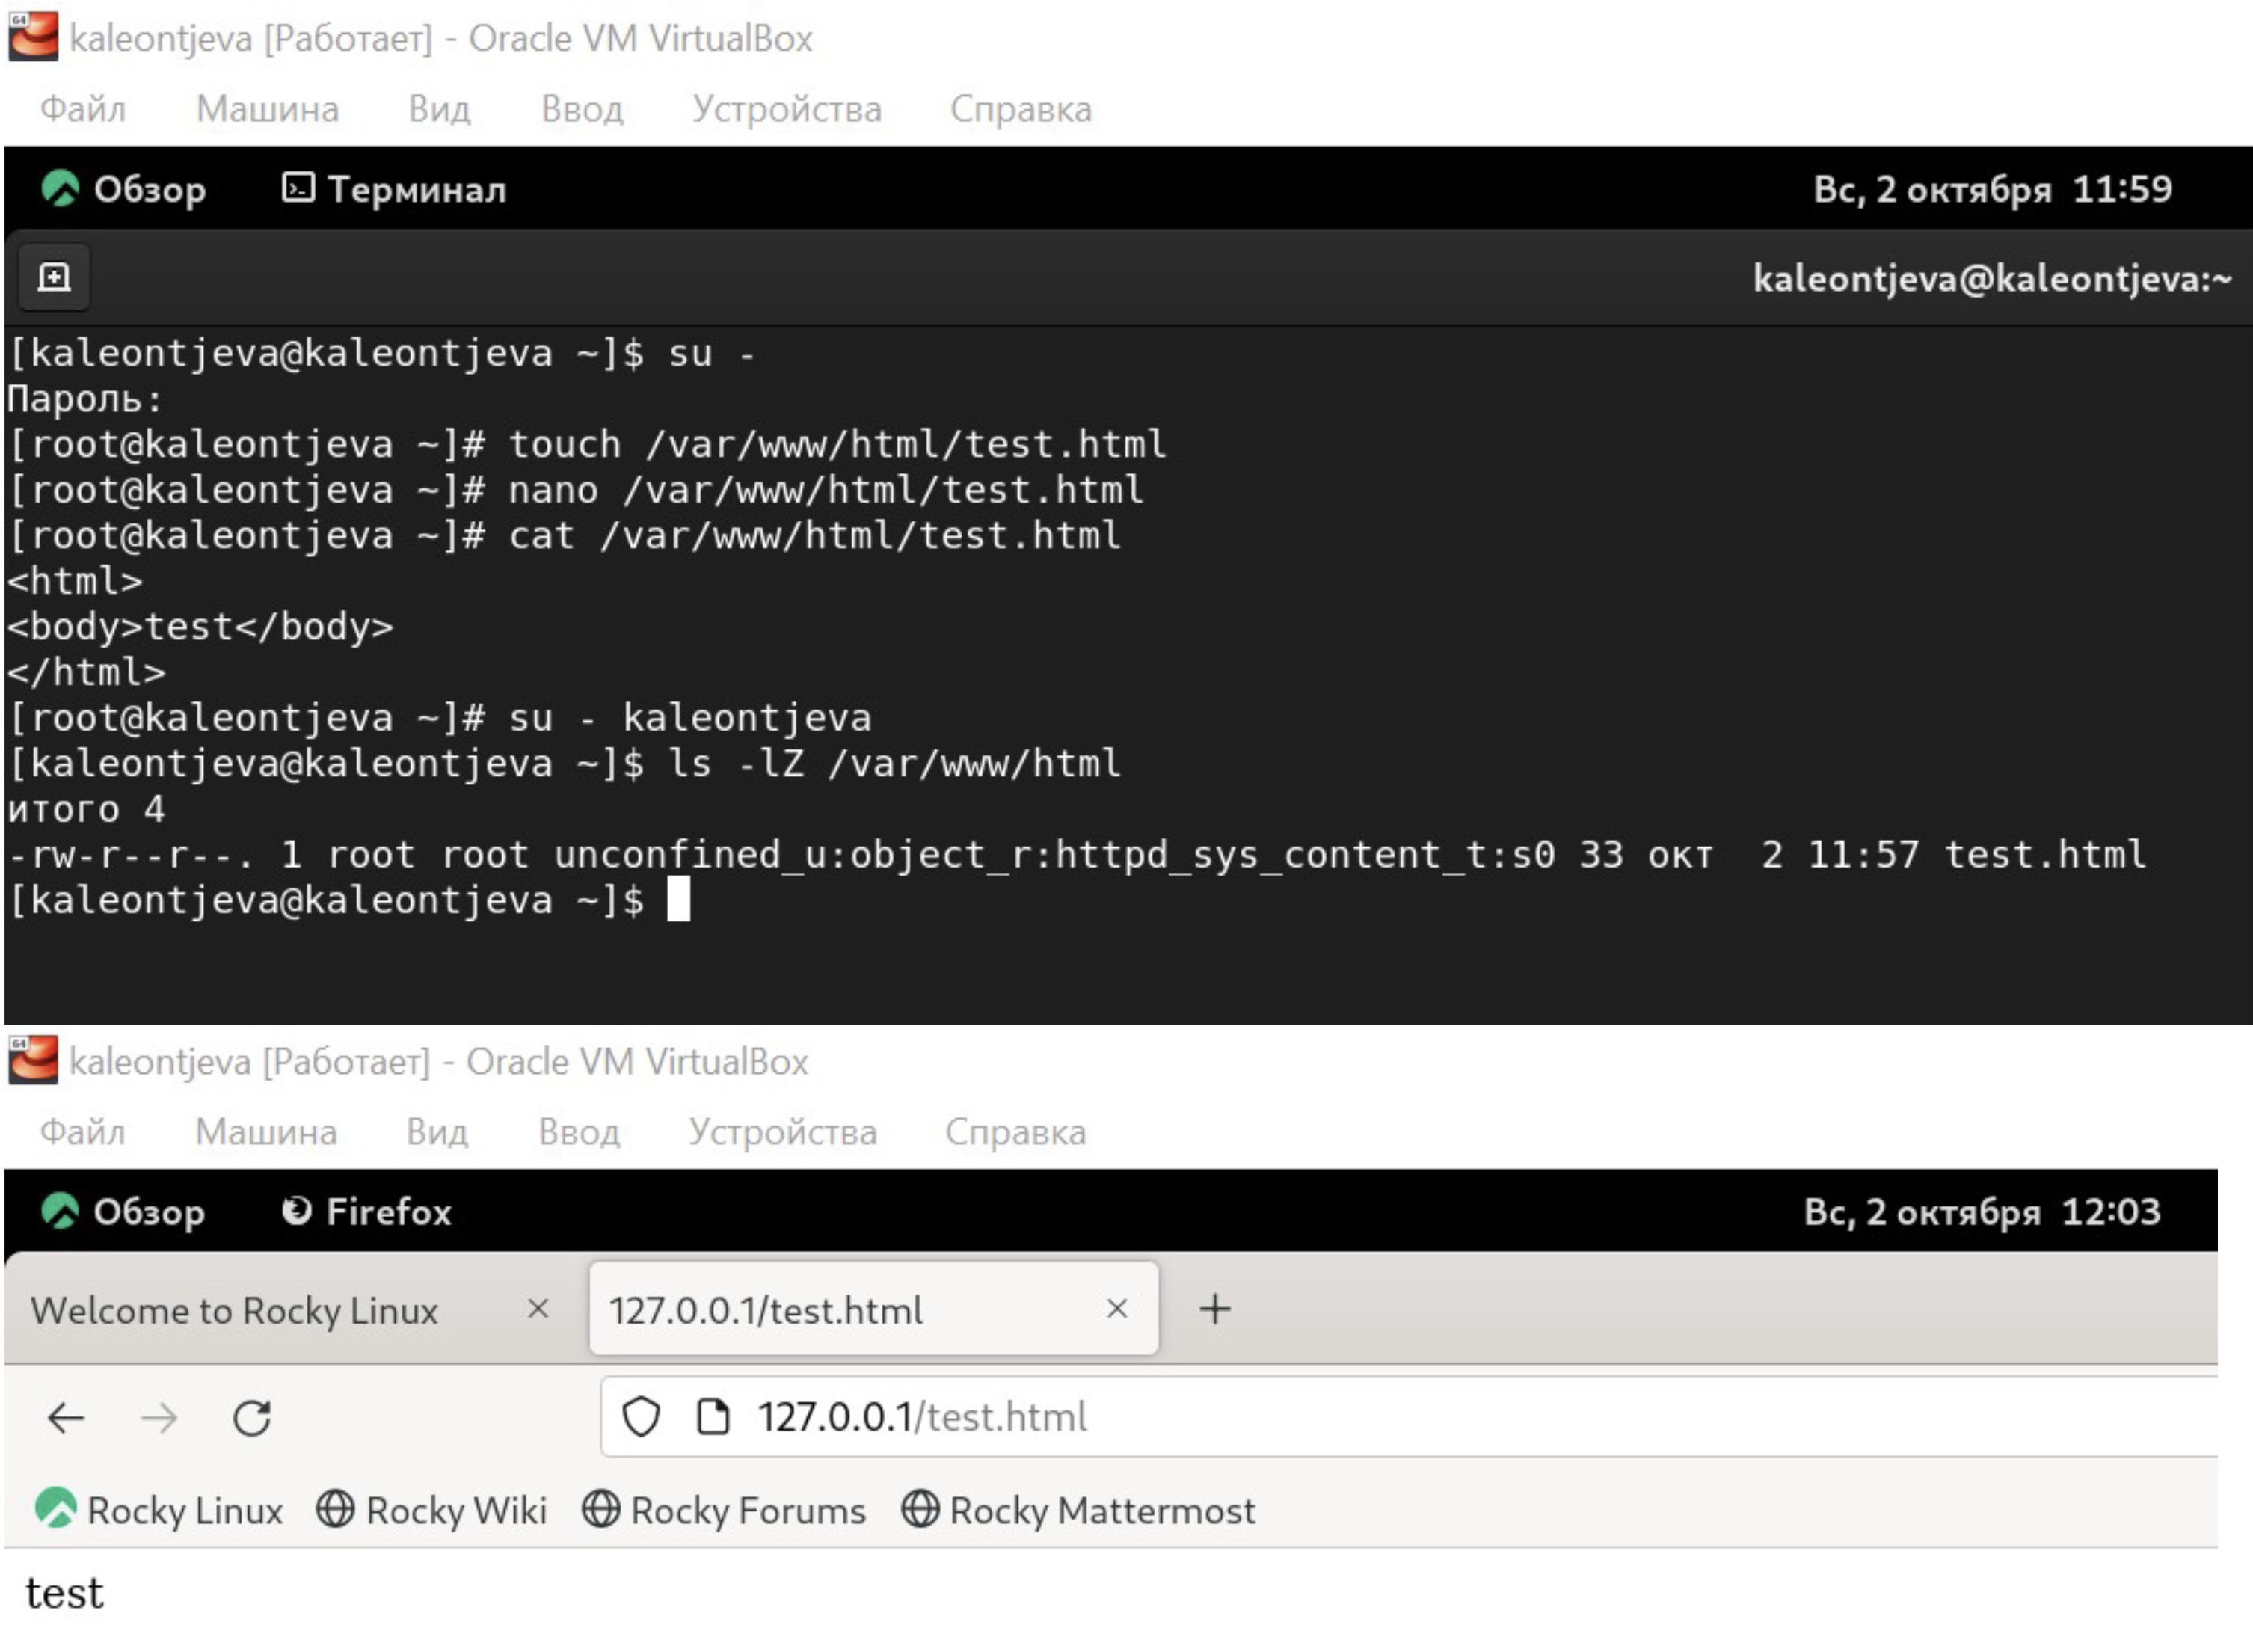 kaleontjeva [Работает] - Oracle VM VirtualBox
Файл Машина Вид Ввод Устройства Справка
Обзор Терминал Вс, 2 октября 11:59
kaleontjeva@kaleontjeva:~
[kaleontjeva@kaleontjeva ~]$ su -
Пароль:
[root@kaleontjeva ~]# touch /var/www/html/test.html
[root@kaleontjeva ~]# nano /var/www/html/test.html
[root@kaleontjeva ~]# cat /var/www/html/test.html
<html>
<body>test</body>
</html>
[root@kaleontjeva ~]# su - kaleontjeva
[kaleontjeva@kaleontjeva ~]$ ls -lZ /var/www/html
итого 4
-rw-r--r--. 1 root root unconfined_u:object_r:httpd_sys_content_t:s0 33 окт  2 11:57 test.html
[kaleontjeva@kaleontjeva ~]$
kaleontjeva [Работает] - Oracle VM VirtualBox
Файл Машина Вид Ввод Устройства Справка
Обзор Firefox Вс, 2 октября 12:03
Welcome to Rocky Linux × 127.0.0.1/test.html × +
127.0.0.1/test.html
Rocky Linux Rocky Wiki Rocky Forums Rocky Mattermost
test